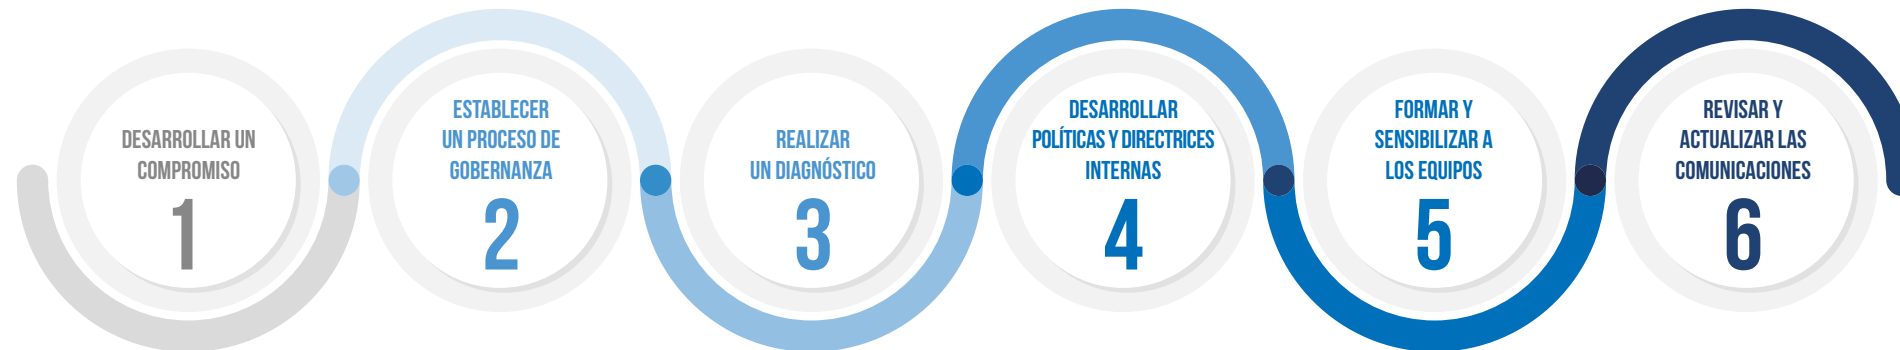 DESARROLLAR UN
COMPROMISO
1
ESTABLECER
UN PROCESO DE
GOBERNANZA
2
REALIZAR
UN DIAGNÓSTICO
3
DESARROLLAR
POLÍTICAS Y DIRECTRICES
INTERNAS
4
FORMAR Y
SENSIBILIZAR A
LOS EQUIPOS
5
REVISAR Y
ACTUALIZAR LAS
COMUNICACIONES
6